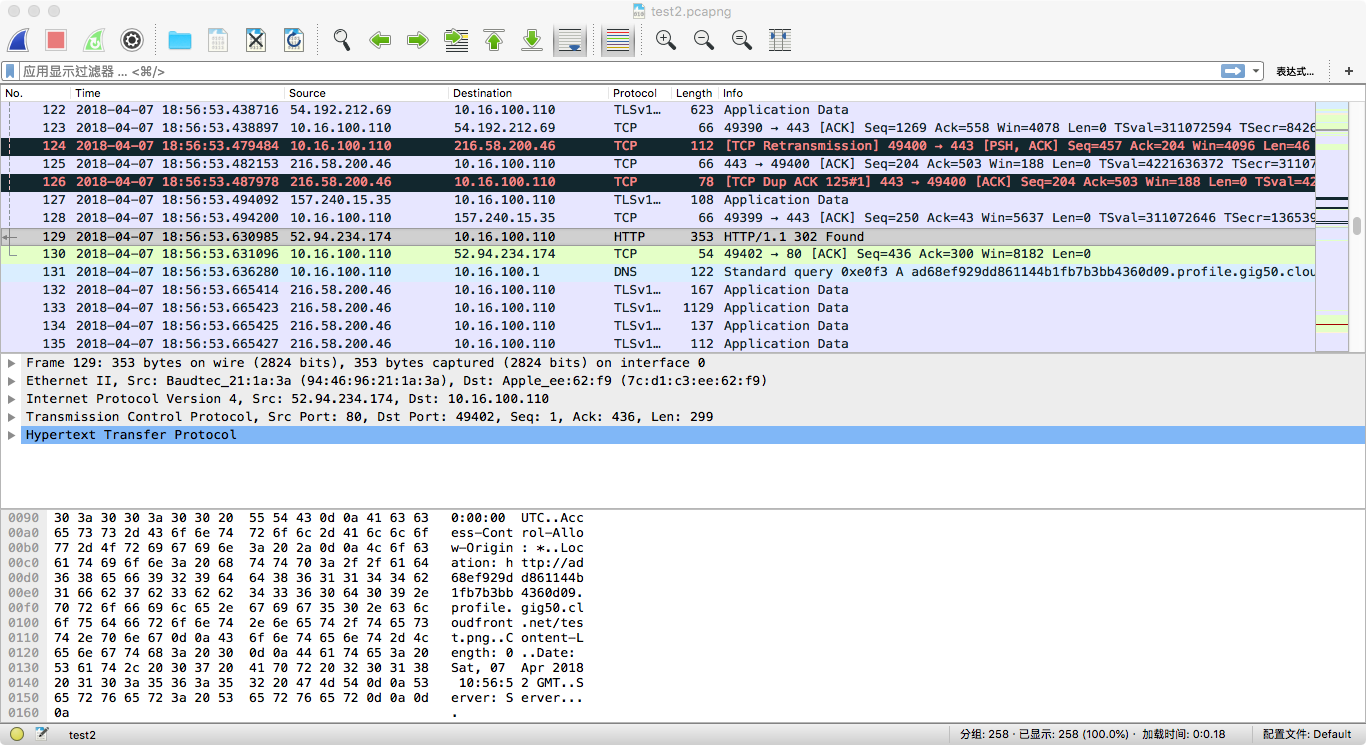 test2.pcapng
应用显示过滤器 … <⌘/>
表达式…
+
No. Time Source Destination Protocol Length Info
122 2018-04-07 18:56:53.438716 54.192.212.69 10.16.100.110 TLSv1… 623 Application Data
123 2018-04-07 18:56:53.438897 10.16.100.110 54.192.212.69 TCP 66 49390 → 443 [ACK] Seq=1269 Ack=558 Win=4078 Len=0 TSval=311072594 TSecr=8426
124 2018-04-07 18:56:53.479484 10.16.100.110 216.58.200.46 TCP 112 [TCP Retransmission] 49400 → 443 [PSH, ACK] Seq=457 Ack=204 Win=4096 Len=46
125 2018-04-07 18:56:53.482153 216.58.200.46 10.16.100.110 TCP 66 443 → 49400 [ACK] Seq=204 Ack=503 Win=188 Len=0 TSval=4221636372 TSecr=31107
126 2018-04-07 18:56:53.487978 216.58.200.46 10.16.100.110 TCP 78 [TCP Dup ACK 125#1] 443 → 49400 [ACK] Seq=204 Ack=503 Win=188 Len=0 TSval=42
127 2018-04-07 18:56:53.494092 157.240.15.35 10.16.100.110 TLSv1… 108 Application Data
128 2018-04-07 18:56:53.494200 10.16.100.110 157.240.15.35 TCP 66 49399 → 443 [ACK] Seq=250 Ack=43 Win=5637 Len=0 TSval=311072646 TSecr=136539
129 2018-04-07 18:56:53.630985 52.94.234.174 10.16.100.110 HTTP 353 HTTP/1.1 302 Found
130 2018-04-07 18:56:53.631096 10.16.100.110 52.94.234.174 TCP 54 49402 → 80 [ACK] Seq=436 Ack=300 Win=8182 Len=0
131 2018-04-07 18:56:53.636280 10.16.100.110 10.16.100.1 DNS 122 Standard query 0xe0f3 A ad68ef929dd861144b1fb7b3bb4360d09.profile.gig50.clou
132 2018-04-07 18:56:53.665414 216.58.200.46 10.16.100.110 TLSv1… 167 Application Data
133 2018-04-07 18:56:53.665423 216.58.200.46 10.16.100.110 TLSv1… 1129 Application Data
134 2018-04-07 18:56:53.665425 216.58.200.46 10.16.100.110 TLSv1… 137 Application Data
135 2018-04-07 18:56:53.665427 216.58.200.46 10.16.100.110 TLSv1… 112 Application Data
Frame 129: 353 bytes on wire (2824 bits), 353 bytes captured (2824 bits) on interface 0
Ethernet II, Src: Baudtec_21:1a:3a (94:46:96:21:1a:3a), Dst: Apple_ee:62:f9 (7c:d1:c3:ee:62:f9)
Internet Protocol Version 4, Src: 52.94.234.174, Dst: 10.16.100.110
Transmission Control Protocol, Src Port: 80, Dst Port: 49402, Seq: 1, Ack: 436, Len: 299
Hypertext Transfer Protocol
0090 30 3a 30 30 3a 30 30 20 55 54 43 0d 0a 41 63 63 0:00:00 UTC..Acc
00a0 65 73 73 2d 43 6f 6e 74 72 6f 6c 2d 41 6c 6c 6f ess-Cont rol-Allo
00b0 77 2d 4f 72 69 67 69 6e 3a 20 2a 0d 0a 4c 6f 63 w-Origin : *..Loc
00c0 61 74 69 6f 6e 3a 20 68 74 74 70 3a 2f 2f 61 64 ation: h ttp://ad
00d0 36 38 65 66 39 32 39 64 64 38 36 31 31 34 34 62 68ef929d d861144b
00e0 31 66 62 37 62 33 62 62 34 33 36 30 64 30 39 2e 1fb7b3bb 4360d09.
00f0 70 72 6f 66 69 6c 65 2e 67 69 67 35 30 2e 63 6c profile. gig50.cl
0100 6f 75 64 66 72 6f 6e 74 2e 6e 65 74 2f 74 65 73 oudfront .net/tes
0110 74 2e 70 6e 67 0d 0a 43 6f 6e 74 65 6e 74 2d 4c t.png..C ontent-L
0120 65 6e 67 74 68 3a 20 30 0d 0a 44 61 74 65 3a 20 ength: 0 ..Date:
0130 53 61 74 2c 20 30 37 20 41 70 72 20 32 30 31 38 Sat, 07 Apr 2018
0140 20 31 30 3a 35 36 3a 35 32 20 47 4d 54 0d 0a 53 10:56:5 2 GMT..S
0150 65 72 76 65 72 3a 20 53 65 72 76 65 72 0d 0a 0d erver: S erver...
0160 0a .
test2
分组: 258 · 已显示: 258 (100.0%) · 加载时间: 0:0.18
配置文件: Default